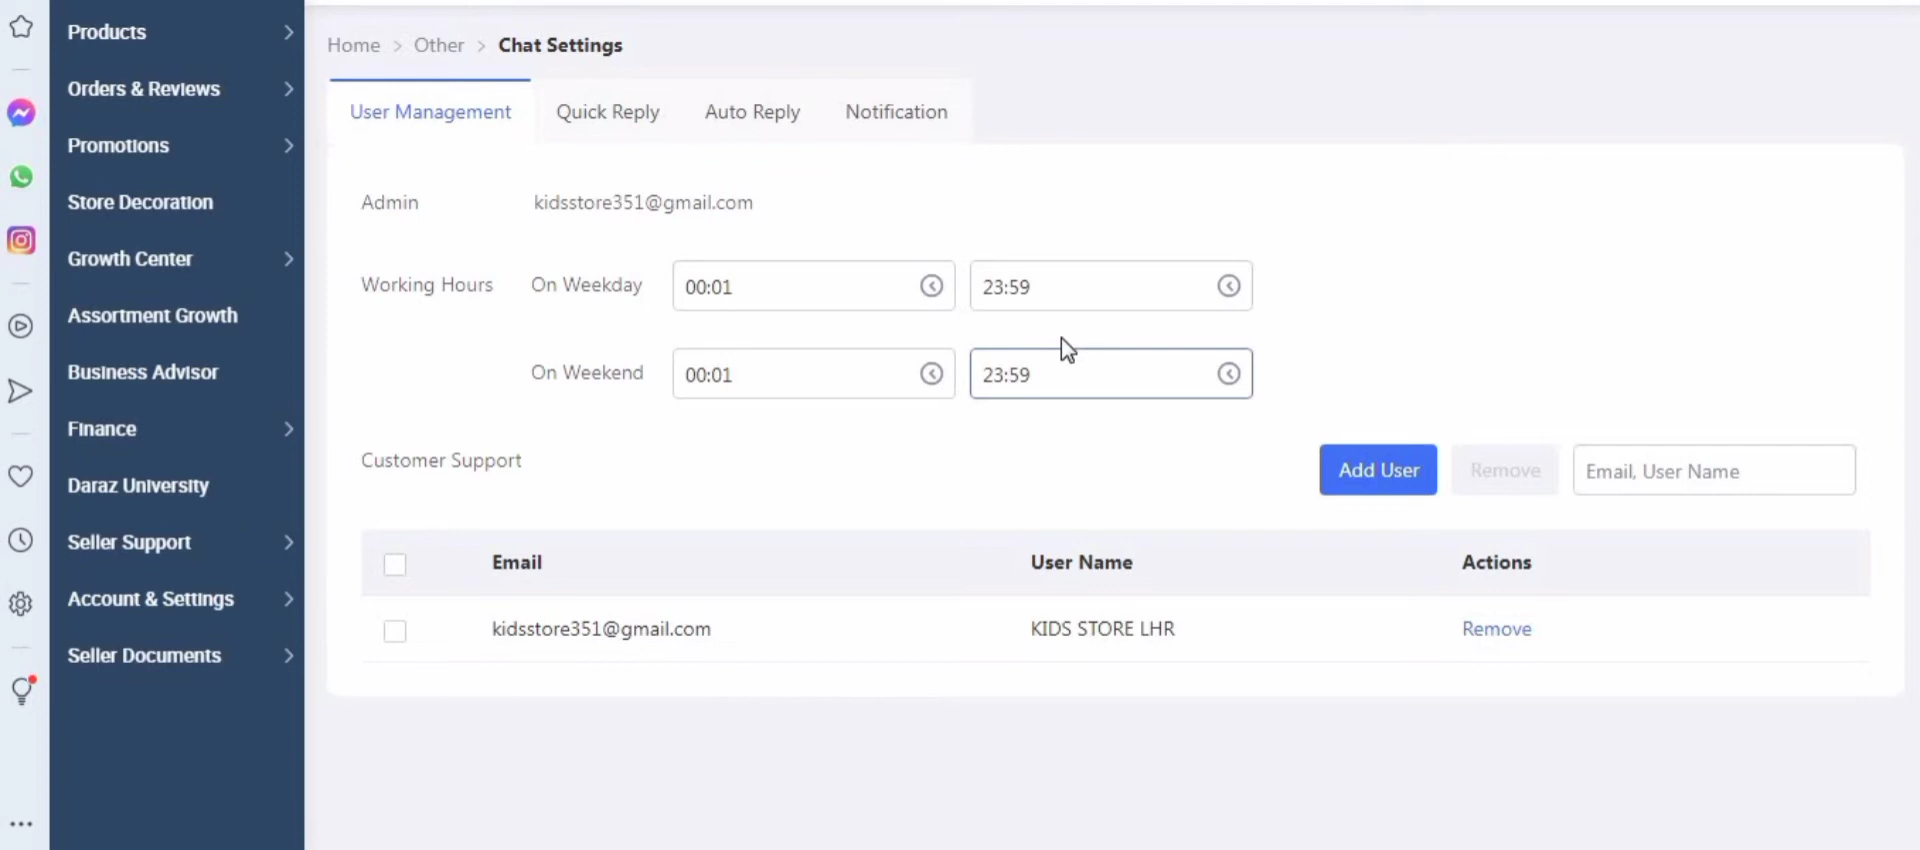 Products
Orders & Reviews
Promotions
Store Decoration
Growth Center
Assortment Growth
Business Advisor
Finance
Daraz University
Seller Support
Account & Settings
Seller Documents
Home > Other > Chat Settings
User Management Quick Reply Auto Reply Notification
Admin kidsstore351@gmail.com
Working Hours On Weekday 00:01 23:59
On Weekend 00:01 23:59
Customer Support Add User Remove Email, User Name
Email User Name Actions
kidsstore351@gmail.com KIDS STORE LHR Remove